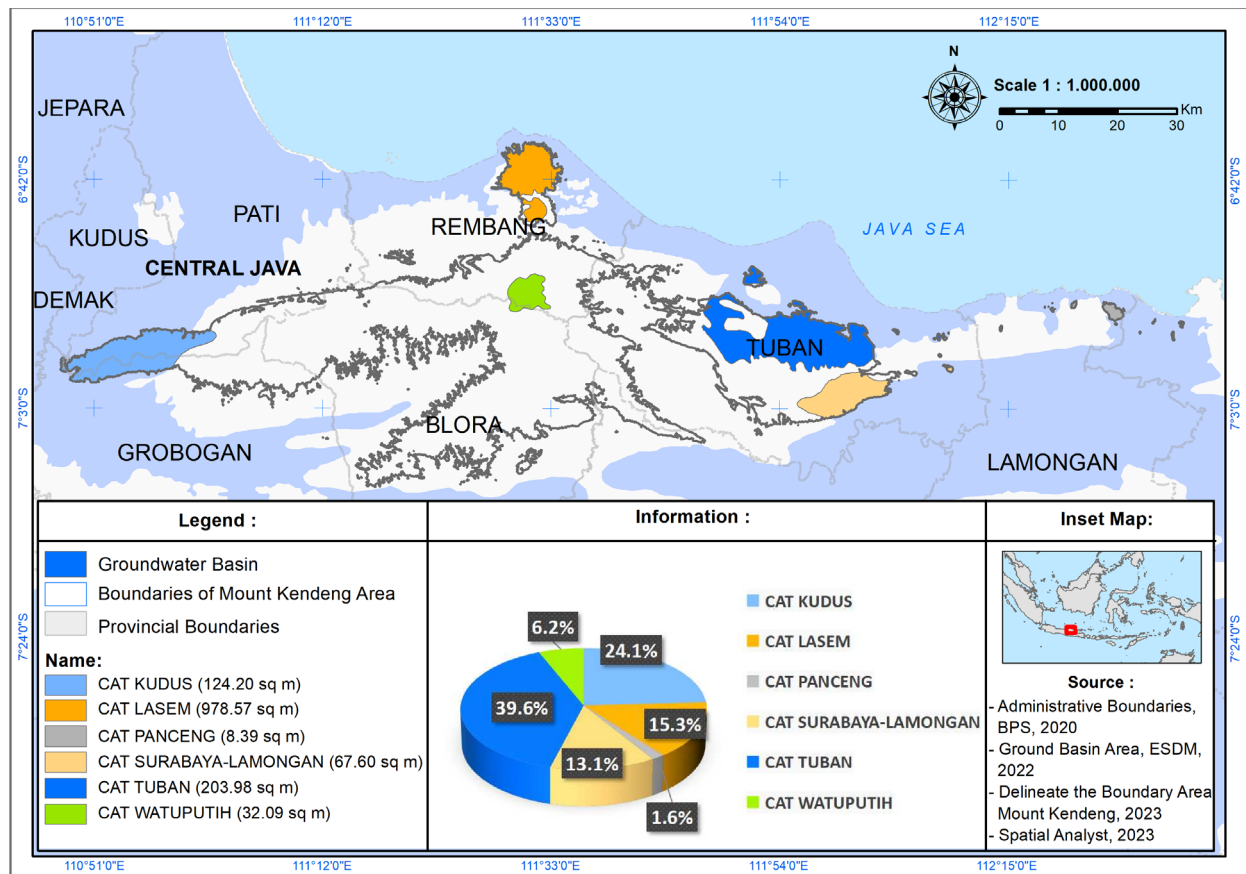 110°51'0"E 111°12'0"E 111°33'0"E 111°54'0"E 112°15'0"E
N
Scale 1 : 1.000.000
Km
0 10 20 30
JEPARA
6°42'0"S
6°42'0"S
PATI
REMBANG
JAVA SEA
KUDUS
CENTRAL JAVA
DEMAK
TUBAN
7°3'0"S
7°3'0"S
BLORA
GROBOGAN
LAMONGAN
7°24'0"S
7°24'0"S
Legend :
Groundwater Basin
Boundaries of Mount Kendeng Area
Provincial Boundaries
Name:
CAT KUDUS (124.20 sq m)
CAT LASEM (978.57 sq m)
CAT PANCENG (8.39 sq m)
CAT SURABAYA-LAMONGAN (67.60 sq m)
CAT TUBAN (203.98 sq m)
CAT WATUPUTIH (32.09 sq m)
Information :
6.2%
24.1%
39.6%
15.3%
13.1%
1.6%
CAT KUDUS
CAT LASEM
CAT PANCENG
CAT SURABAYA-LAMONGAN
CAT TUBAN
CAT WATUPUTIH
Inset Map:
Source :
- Administrative Boundaries,
BPS, 2020
- Ground Basin Area, ESDM,
2022
- Delineate the Boundary Area
Mount Kendeng, 2023
- Spatial Analyst, 2023
110°51'0"E 111°12'0"E 111°33'0"E 111°54'0"E 112°15'0"E